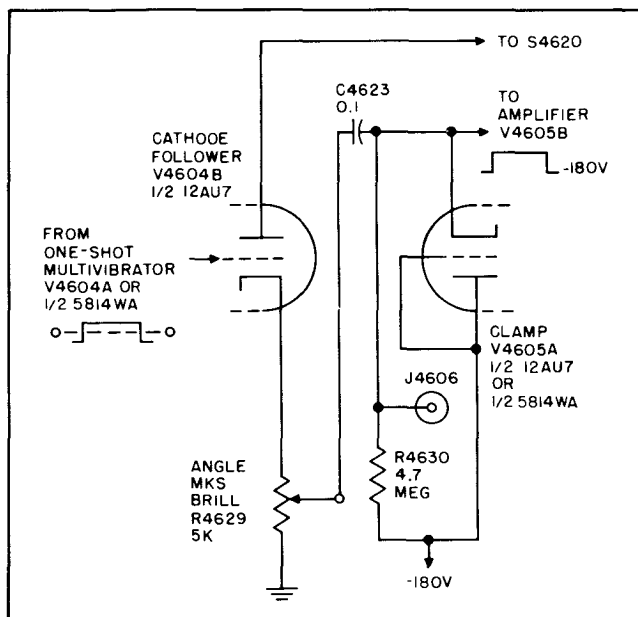 TO S4620
C4623
0.1
TO
AMPLIFIER
V4605B
-180V
CATHODE
FOLLOWER
V4604B
1/2 12AU7
FROM
ONE-SHOT
MULTIVIBRATOR
V4604A OR
1/2 5814WA
CLAMP
V4605A
1/2 12AU7
OR
1/2 5814WA
J4606
ANGLE
MKS
BRILL
R4629
5K
R4630
4.7
MEG
-180V